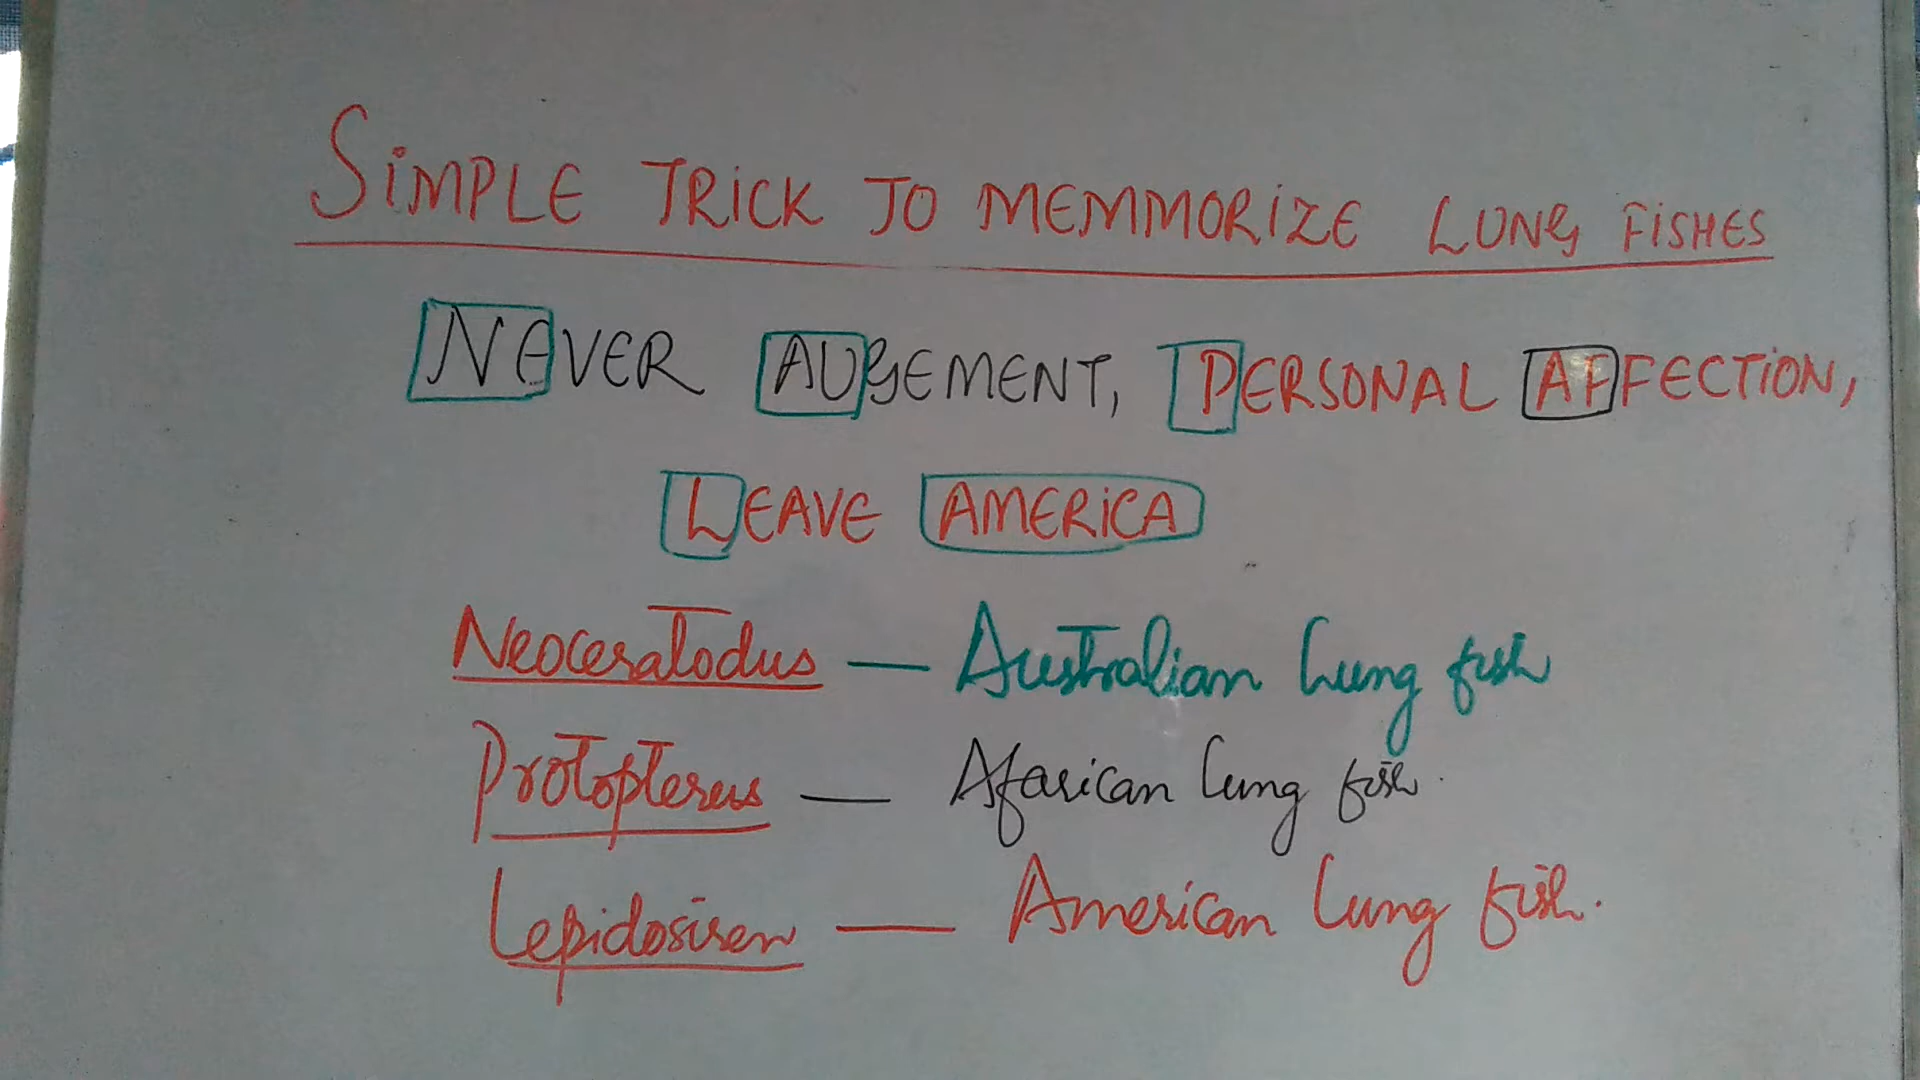 SiMPLE TRiCK TO MEMMORiZE LUNG FiSHES
NEVER AUGEMENT, PERSONAL AFFECTiON,
LEAVE AMERiCA
Neoceratodus — Australian Lung fish
Protopterus — Afarican Lung fish.
Lepidosiren — American Lung fish.